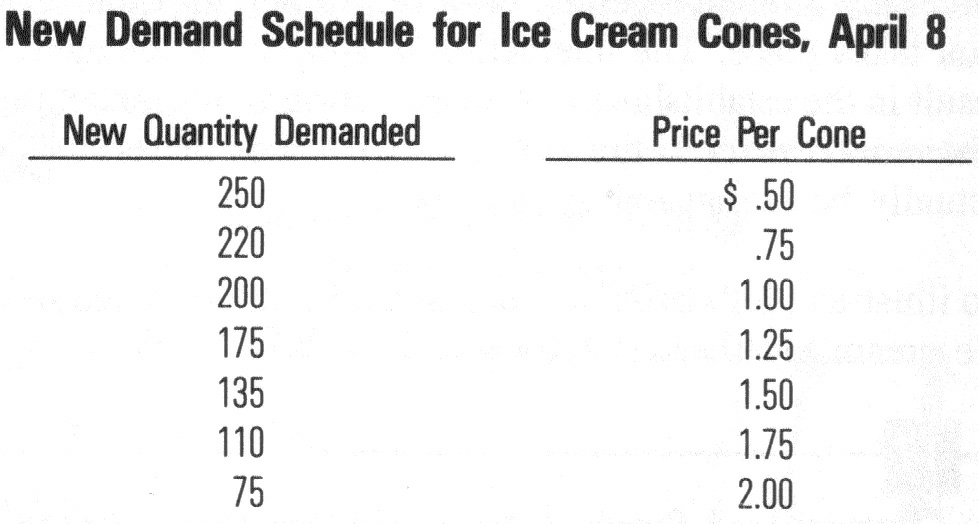 New Demand Schedule for Ice Cream Cones, April 8
New Quantity Demanded Price Per Cone
250 $ .50
220 .75
200 1.00
175 1.25
135 1.50
110 1.75
75 2.00